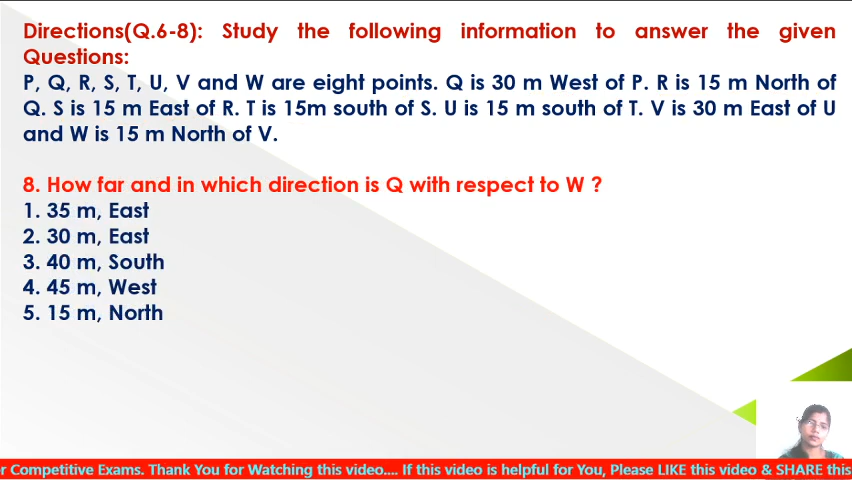 Directions(Q.6-8): Study the following information to answer the given
Questions:
P, Q, R, S, T, U, V and W are eight points. Q is 30 m West of P. R is 15 m North of
Q. S is 15 m East of R. T is 15m south of S. U is 15 m south of T. V is 30 m East of U
and W is 15 m North of V.
8. How far and in which direction is Q with respect to W ?
1. 35 m, East
2. 30 m, East
3. 40 m, South
4. 45 m, West
5. 15 m, North
r Competitive Exams. Thank You for Watching this video.... If this video is helpful for You, Please LIKE this video & SHARE this